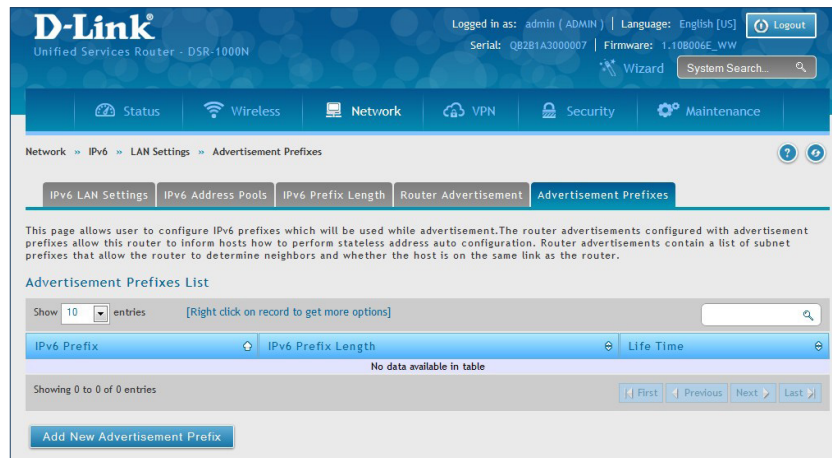 D-Link®
Unified Services Router - DSR-1000N
Logged in as: admin ( ADMIN ) | Language: English [US]
Logout
Serial: QB2B1A3000007 | Firmware: 1.10B006E_WW
Wizard
System Search...
Status
Wireless
Network
VPN
Security
Maintenance
Network » IPv6 » LAN Settings » Advertisement Prefixes
IPv6 LAN Settings
IPv6 Address Pools
IPv6 Prefix Length
Router Advertisement
Advertisement Prefixes
This page allows user to configure IPv6 prefixes which will be used while advertisement.The router advertisements configured with advertisement
prefixes allow this router to inform hosts how to perform stateless address auto configuration. Router advertisements contain a list of subnet
prefixes that allow the router to determine neighbors and whether the host is on the same link as the router.
Advertisement Prefixes List
Show 10 entries
[Right click on record to get more options]
IPv6 Prefix
IPv6 Prefix Length
Life Time
No data available in table
Showing 0 to 0 of 0 entries
First
Previous
Next
Last
Add New Advertisement Prefix